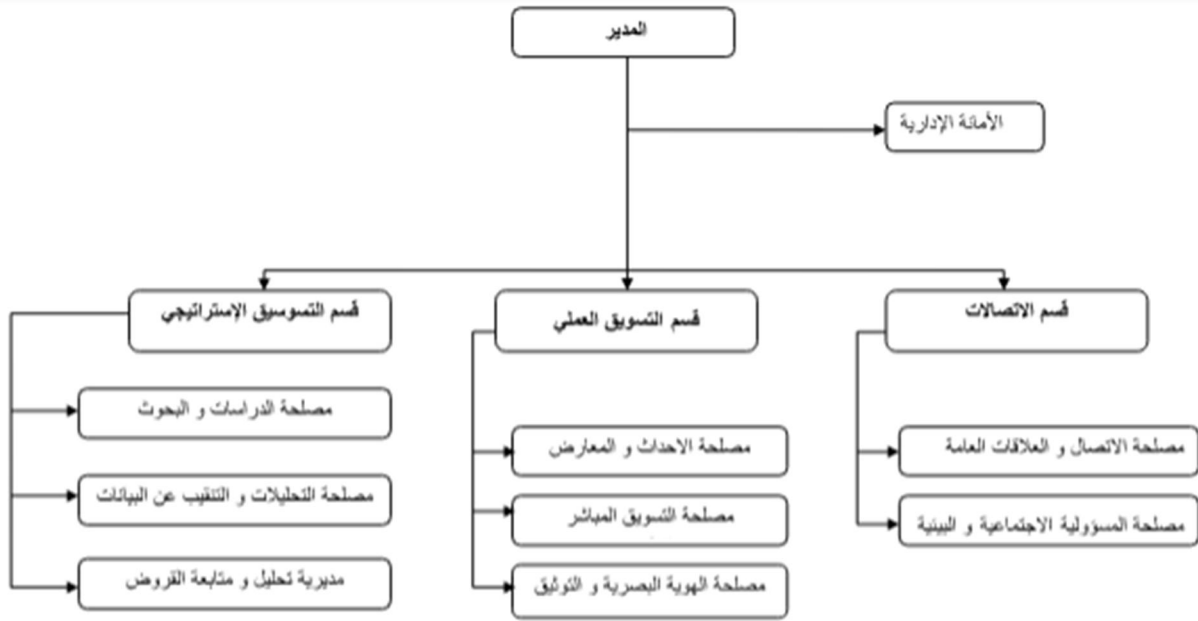 المدير
الأمانة الإدارية
قسم الاتصالات
قسم التسويق العملي
قسم التسوسيق الإستراتيجي
مصلحة الاتصال و العلاقات العامة
مصلحة المسؤولية الاجتماعية و البيئية
مصلحة الاحداث و المعارض
مصلحة التسويق المباشر
مصلحة الهوية البصرية و التوثيق
مصلحة الدراسات و البحوث
مصلحة التحليلات و التنقيب عن البيانات
مديرية تحليل و متابعة القروض